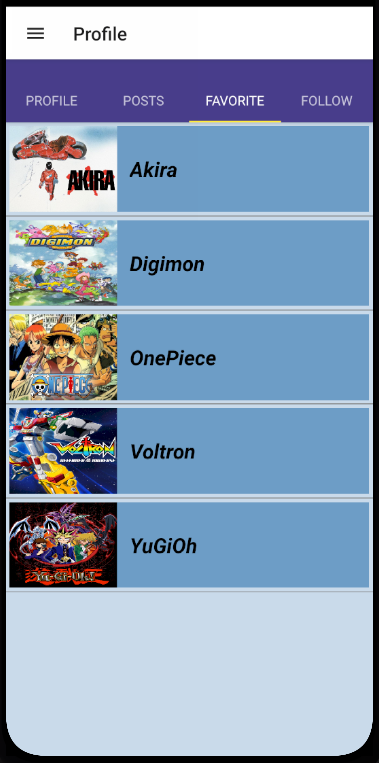 Profile
PROFILE POSTS FAVORITE FOLLOW
AKIRA
Akira
DIGIMON
Digimon
ONE PIECE
OnePiece
VOLTRON
Voltron
YU-GI-OH!
YuGiOh